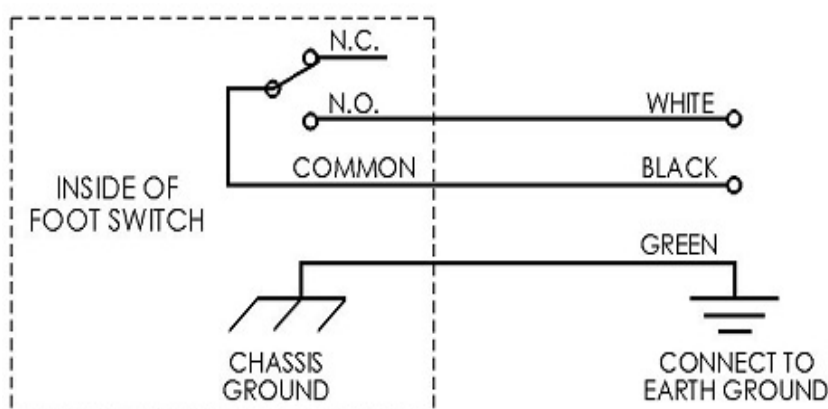 N.C.
N.O.
WHITE
COMMON
BLACK
INSIDE OF
FOOT SWITCH
GREEN
CHASSIS
GROUND
CONNECT TO
EARTH GROUND